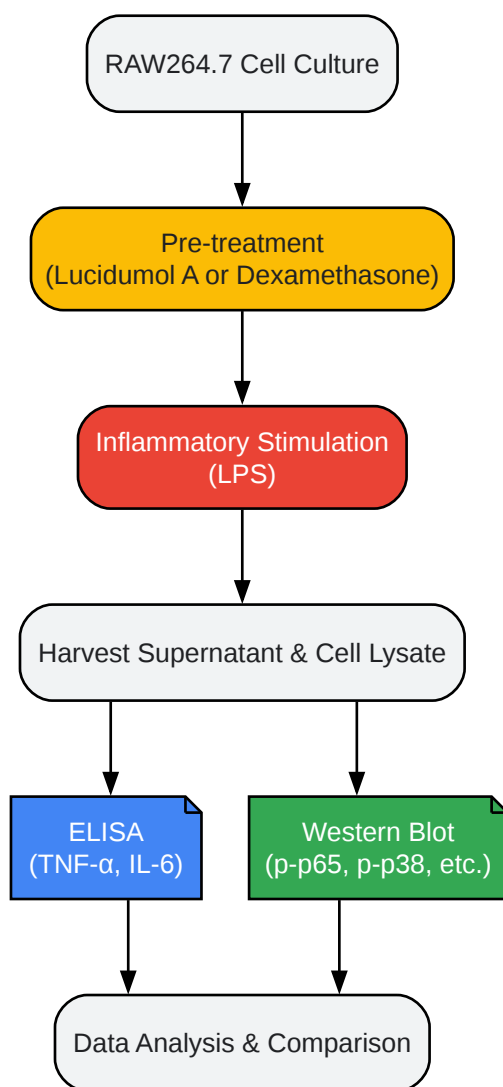 RAW264.7 Cell Culture
Pre-treatment
(Lucidumol A or Dexamethasone)
Inflammatory Stimulation
(LPS)
Harvest Supernatant & Cell Lysate
ELISA
(TNF-α, IL-6)
Western Blot
(p-p65, p-p38, etc.)
Data Analysis & Comparison